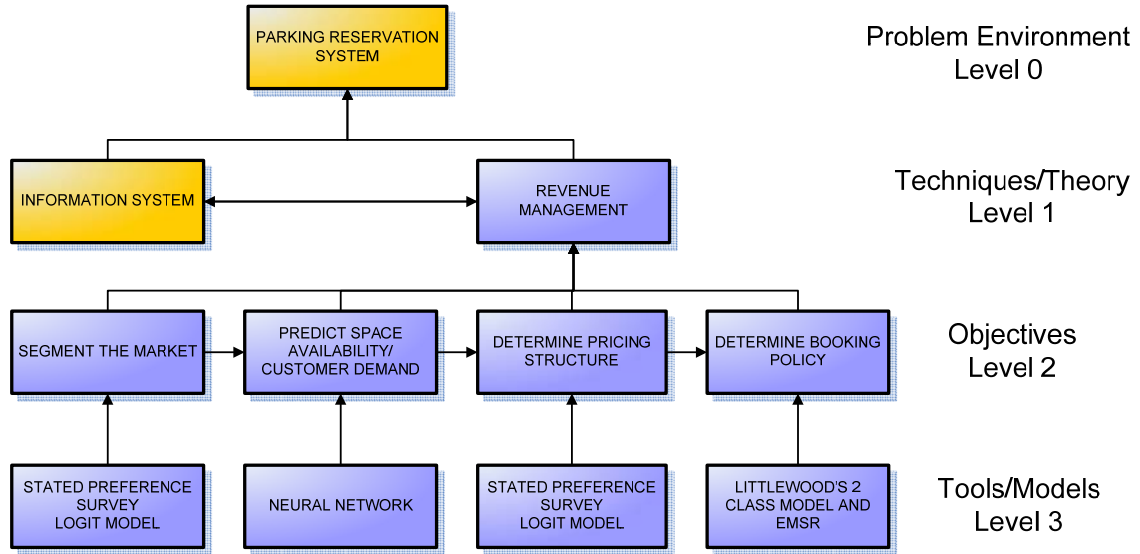 PARKING RESERVATION
SYSTEM
Problem Environment
Level 0
INFORMATION SYSTEM
REVENUE
MANAGEMENT
Techniques/Theory
Level 1
SEGMENT THE MARKET
PREDICT SPACE
AVAILABILITY/
CUSTOMER DEMAND
DETERMINE PRICING
STRUCTURE
DETERMINE BOOKING
POLICY
Objectives
Level 2
STATED PREFERENCE
SURVEY
LOGIT MODEL
NEURAL NETWORK
STATED PREFERENCE
SURVEY
LOGIT MODEL
LITTLEWOOD'S 2
CLASS MODEL AND
EMSR
Tools/Models
Level 3